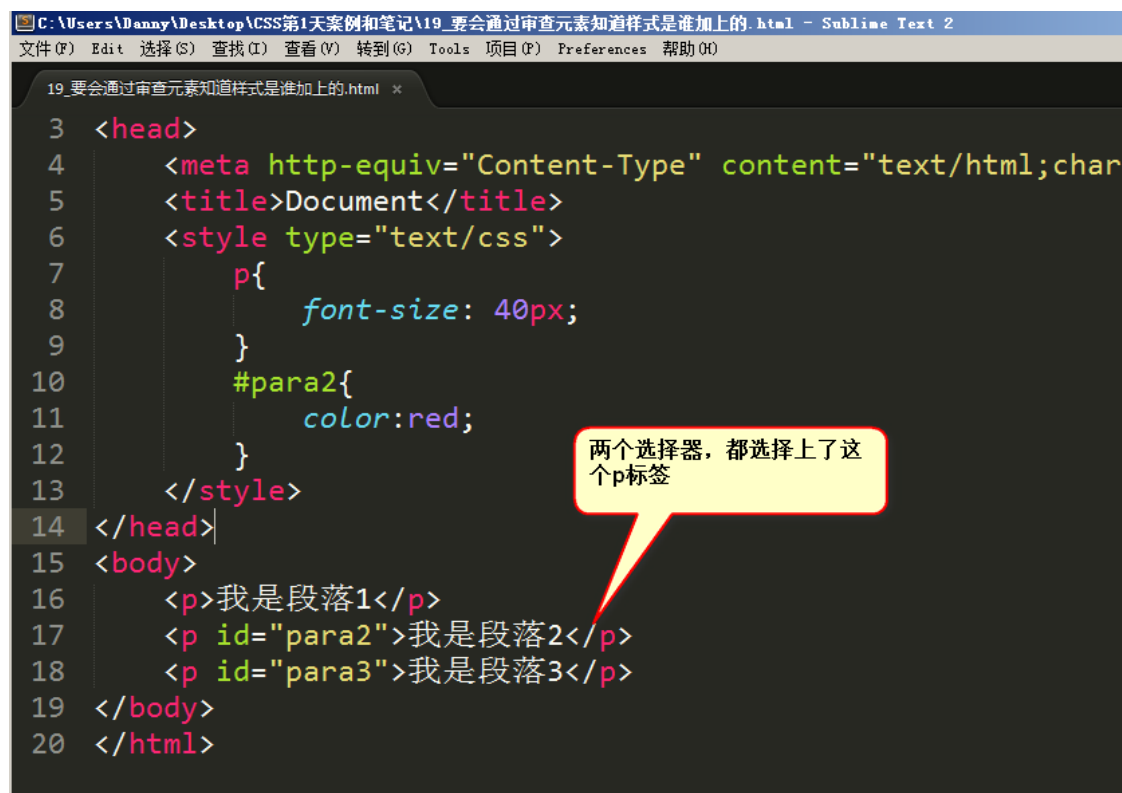 C:\Users\Danny\Desktop\CSS第1天案例和笔记\19_要会通过审查元素知道样式是谁加上的.html - Sublime Text 2
文件(F) Edit 选择(S) 查找(I) 查看(V) 转到(G) Tools 项目(P) Preferences 帮助(H)
19_要会通过审查元素知道样式是谁加上的.html ×
3 <head>
4 <meta http-equiv="Content-Type" content="text/html;char
5 <title>Document</title>
6 <style type="text/css">
7 p{
8 font-size: 40px;
9 }
10 #para2{
11 color:red;
12 }
两个选择器，都选择上了这
个p标签
13 </style>
14 </head>
15 <body>
16 <p>我是段落1</p>
17 <p id="para2">我是段落2</p>
18 <p id="para3">我是段落3</p>
19 </body>
20 </html>